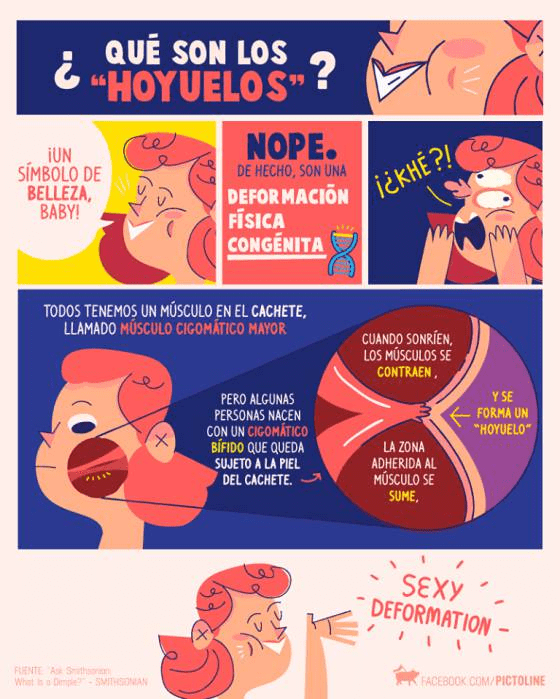 ¿ QUÉ SON LOS
"HOYUELOS" ?
¡UN
SÍMBOLO DE
BELLEZA,
BABY!
NOPE.
DE HECHO, SON UNA
DEFORMACIÓN
FÍSICA
CONGÉNITA
¡¿KHÉ?!
TODOS TENEMOS UN MÚSCULO EN EL CACHETE,
LLAMADO MÚSCULO CIGOMÁTICO MAYOR
PERO ALGUNAS
PERSONAS NACEN
CON UN CIGOMÁTICO
BÍFIDO QUE QUEDA
SUJETO A LA PIEL
DEL CACHETE.
CUANDO SONRÍEN,
LOS MÚSCULOS SE
CONTRAEN,
LA ZONA
ADHERIDA AL
MÚSCULO SE
SUME,
Y SE
FORMA UN
"HOYUELO"
SEXY
DEFORMATION
FUENTE: "Ask Smithsonian:
What Is a Dimple?" - SMITHSONIAN
FACEBOOK.COM/PICTOLINE